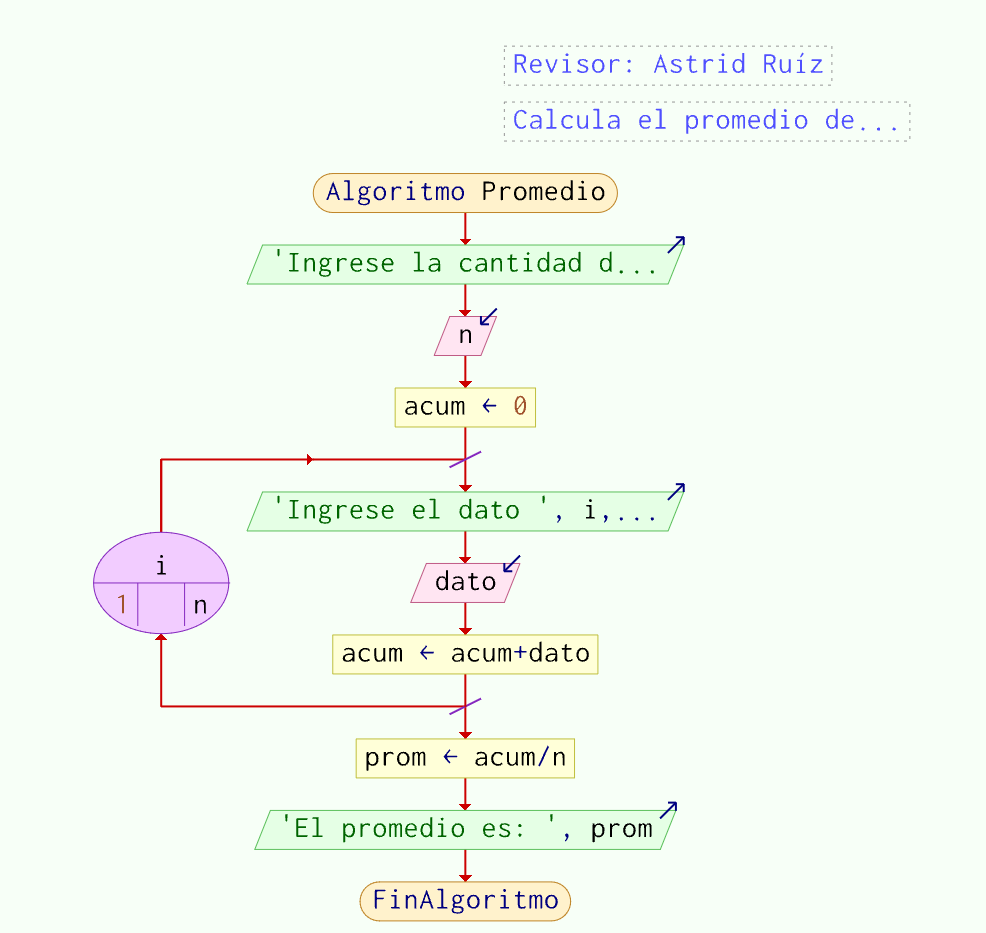 Revisor: Astrid Ruíz
Calcula el promedio de...
Algoritmo Promedio
'Ingrese la cantidad d...
n
acum ← 0
'Ingrese el dato ', i,...
i
1 n
dato
acum ← acum+dato
prom ← acum/n
'El promedio es: ', prom
FinAlgoritmo